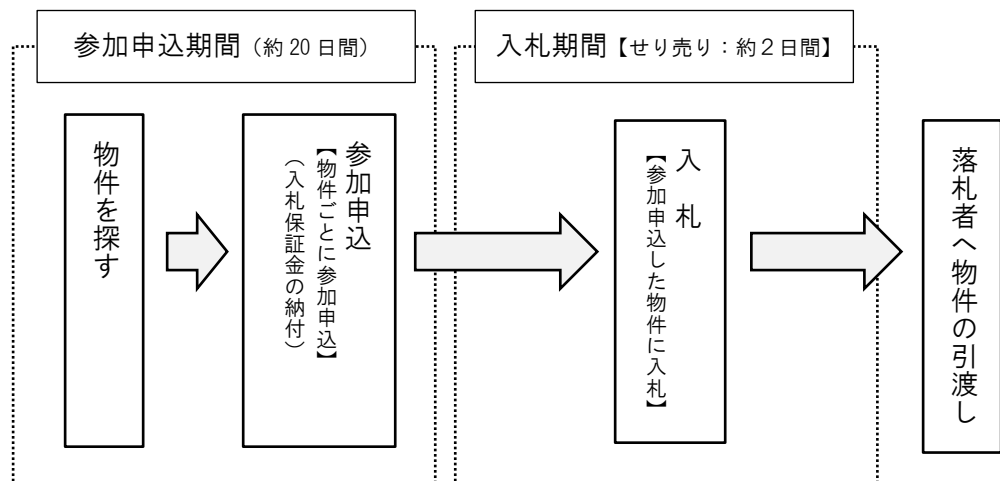 参加申込期間（約20日間）
入札期間【せり売り：約２日間】
物件を探す
参加申込
【物件ごとに参加申込】
（入札保証金の納付）
入　札
【参加申込した物件に入札】
落札者へ物件の引渡し